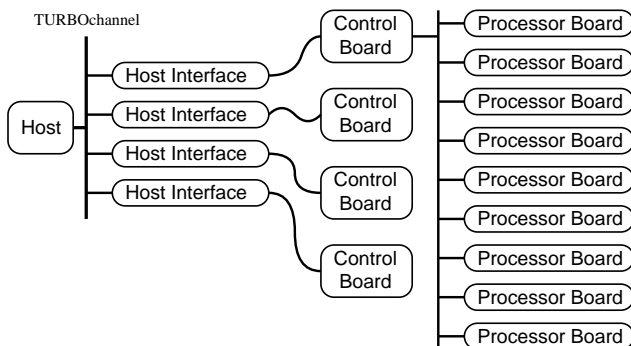 TURBOchannel
Host
Host Interface
Host Interface
Host Interface
Host Interface
Control
Board
Control
Board
Control
Board
Control
Board
Processor Board
Processor Board
Processor Board
Processor Board
Processor Board
Processor Board
Processor Board
Processor Board
Processor Board